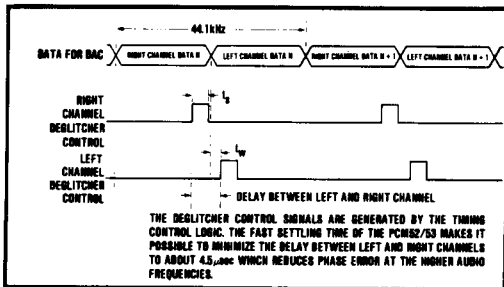 44.1kHz
DATA FOR DAC
RIGHT CHANNEL DATA N
LEFT CHANNEL DATA N
RIGHT CHANNEL DATA N + 1
LEFT CHANNEL DATA N + 1
RIGHT
CHANNEL
DEGLITCHER
CONTROL
tS
LEFT
CHANNEL
DEGLITCHER
CONTROL
tW
DELAY BETWEEN LEFT AND RIGHT CHANNEL
THE DEGLITCHER CONTROL SIGNALS ARE GENERATED BY THE TIMING
CONTROL LOGIC. THE FAST SETTLING TIME OF THE PCM52/53 MAKES IT
POSSIBLE TO MINIMIZE THE DELAY BETWEEN LEFT AND RIGHT CHANNELS
TO ABOUT 4.5μsec WHICH REDUCES PHASE ERROR AT THE HIGHER AUDIO
FREQUENCIES.